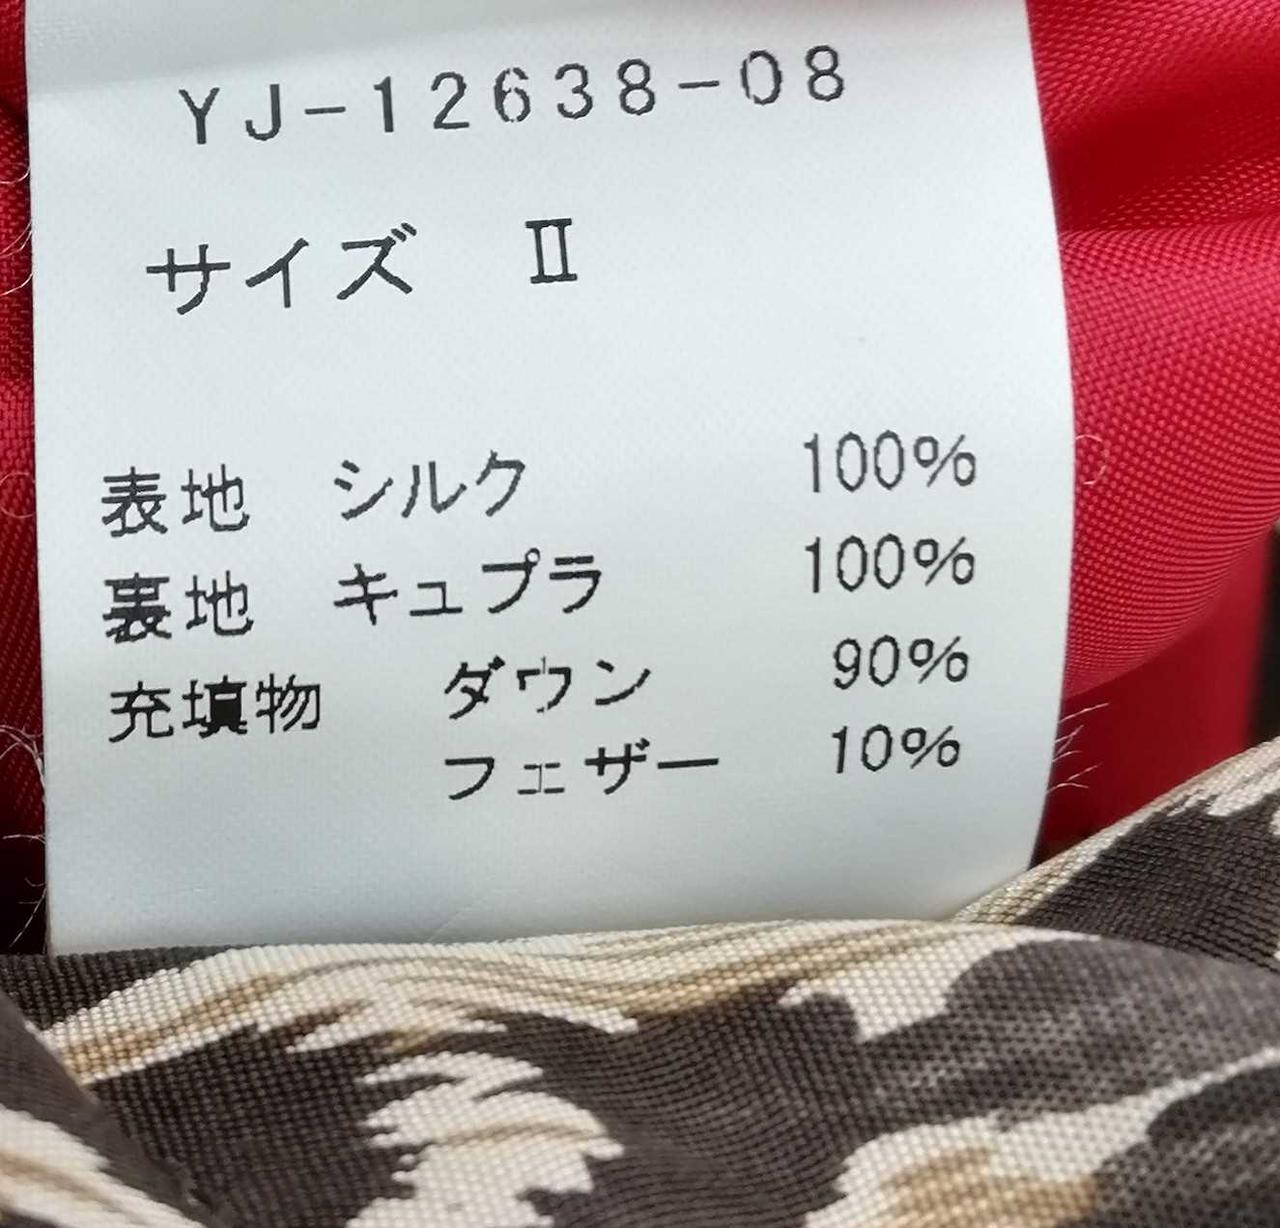 YJ-12638-08
サイズ Ⅱ
表地 シルク 100%
裏地 キュプラ 100%
充填物 ダウン 90%
フェザー 10%